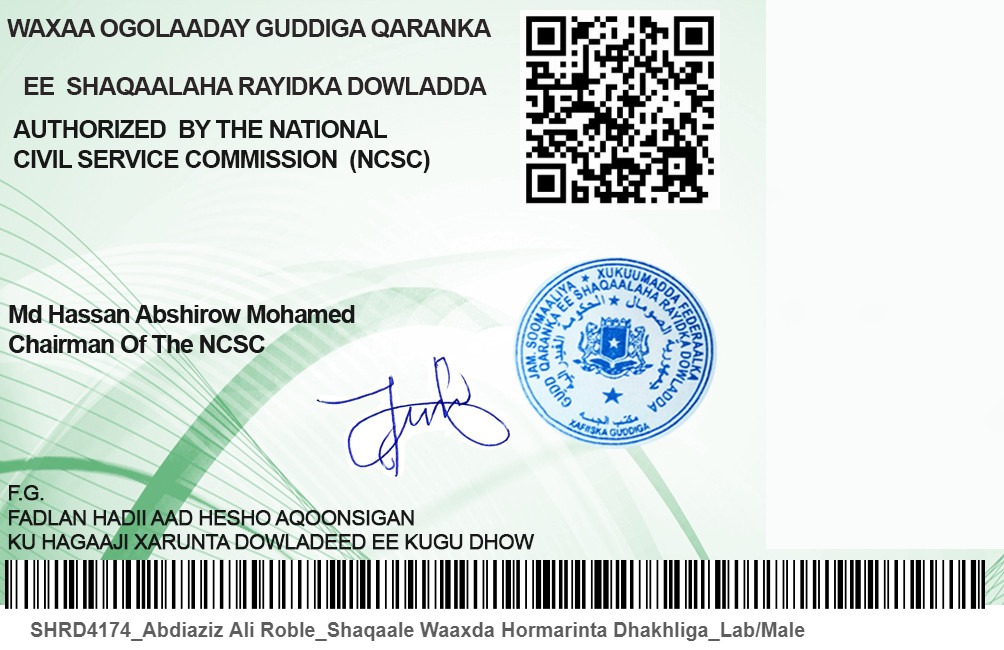 WAXAA OGOLAADAY GUDDIGA QARANKA
EE SHAQAALAHA RAYIDKA DOWLADDA
AUTHORIZED BY THE NATIONAL
CIVIL SERVICE COMMISSION (NCSC)
JAM. SOOMAALIYA ★ XUKUUMADDA FEDERAALKA
GUDD QARANKA EE SHAQAALAHA RAYIDKA DOWLADDA
XAFIISKA GUDDIGA
Md Hassan Abshirow Mohamed
Chairman Of The NCSC
F.G.
FADLAN HADII AAD HESHO AQOONSIGAN
KU HAGAAJI XARUNTA DOWLADEED EE KUGU DHOW
SHRD4174_Abdiaziz Ali Roble_Shaqaale Waaxda Hormarinta Dhakhliga_Lab/Male